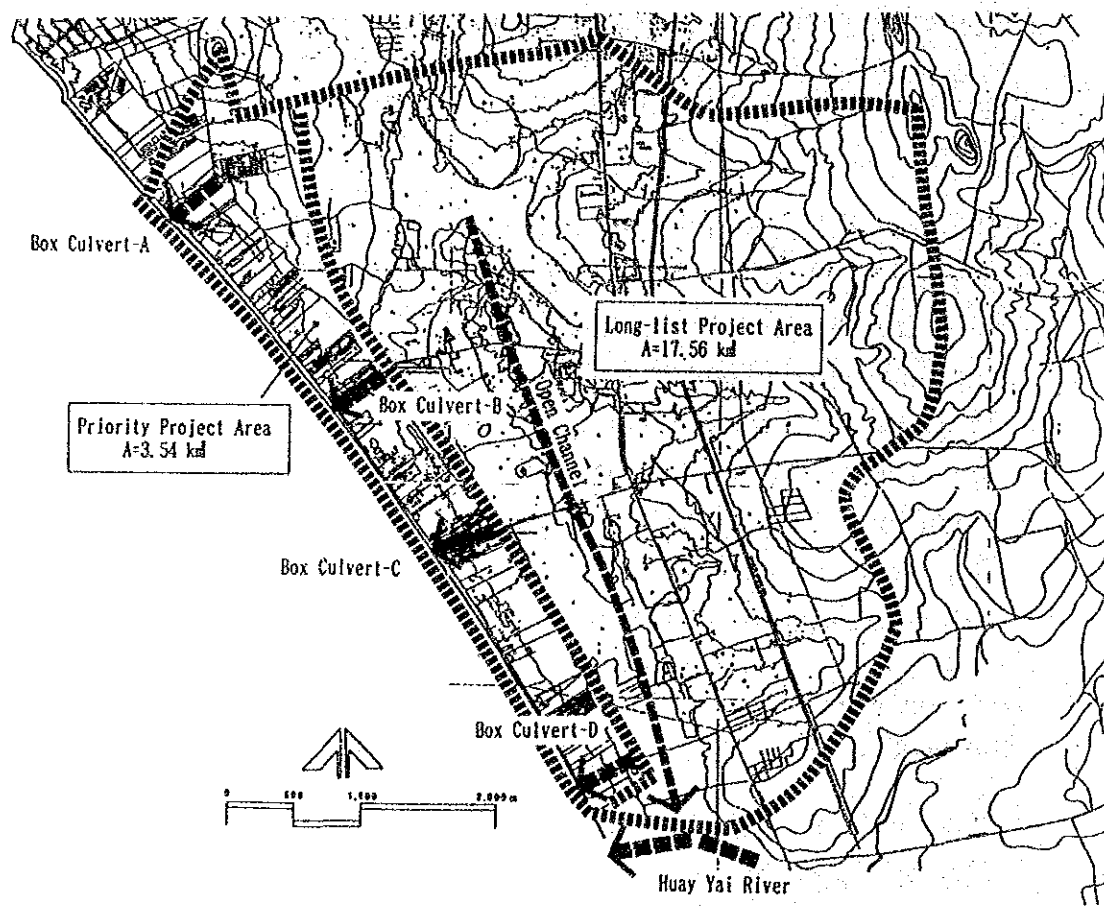 Box Culvert-A
Long-list Project Area
A=17.56 km²
Open Channel
Box Culvert-B
Priority Project Area
A=3.54 km²
Box Culvert-C
Box Culvert-D
0 500 1,000 2,000 m
Huay Yai River